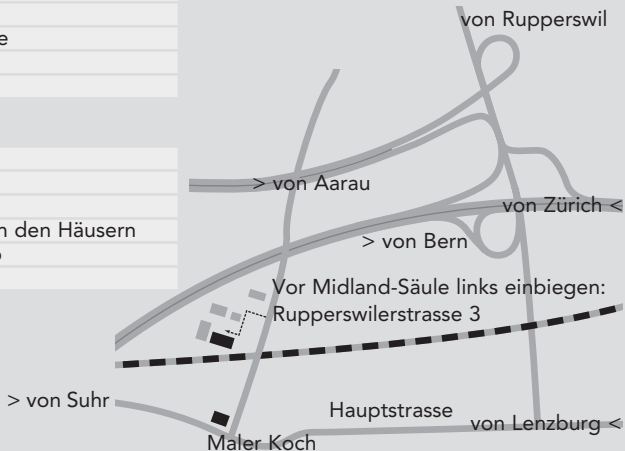 von Rupperswil
e
> von Aarau
von Zürich <
n den Häusern
> von Bern
Vor Midland-Säule links einbiegen:
Rupperswilerstrasse 3
> von Suhr
Hauptstrasse
von Lenzburg <
Maler Koch